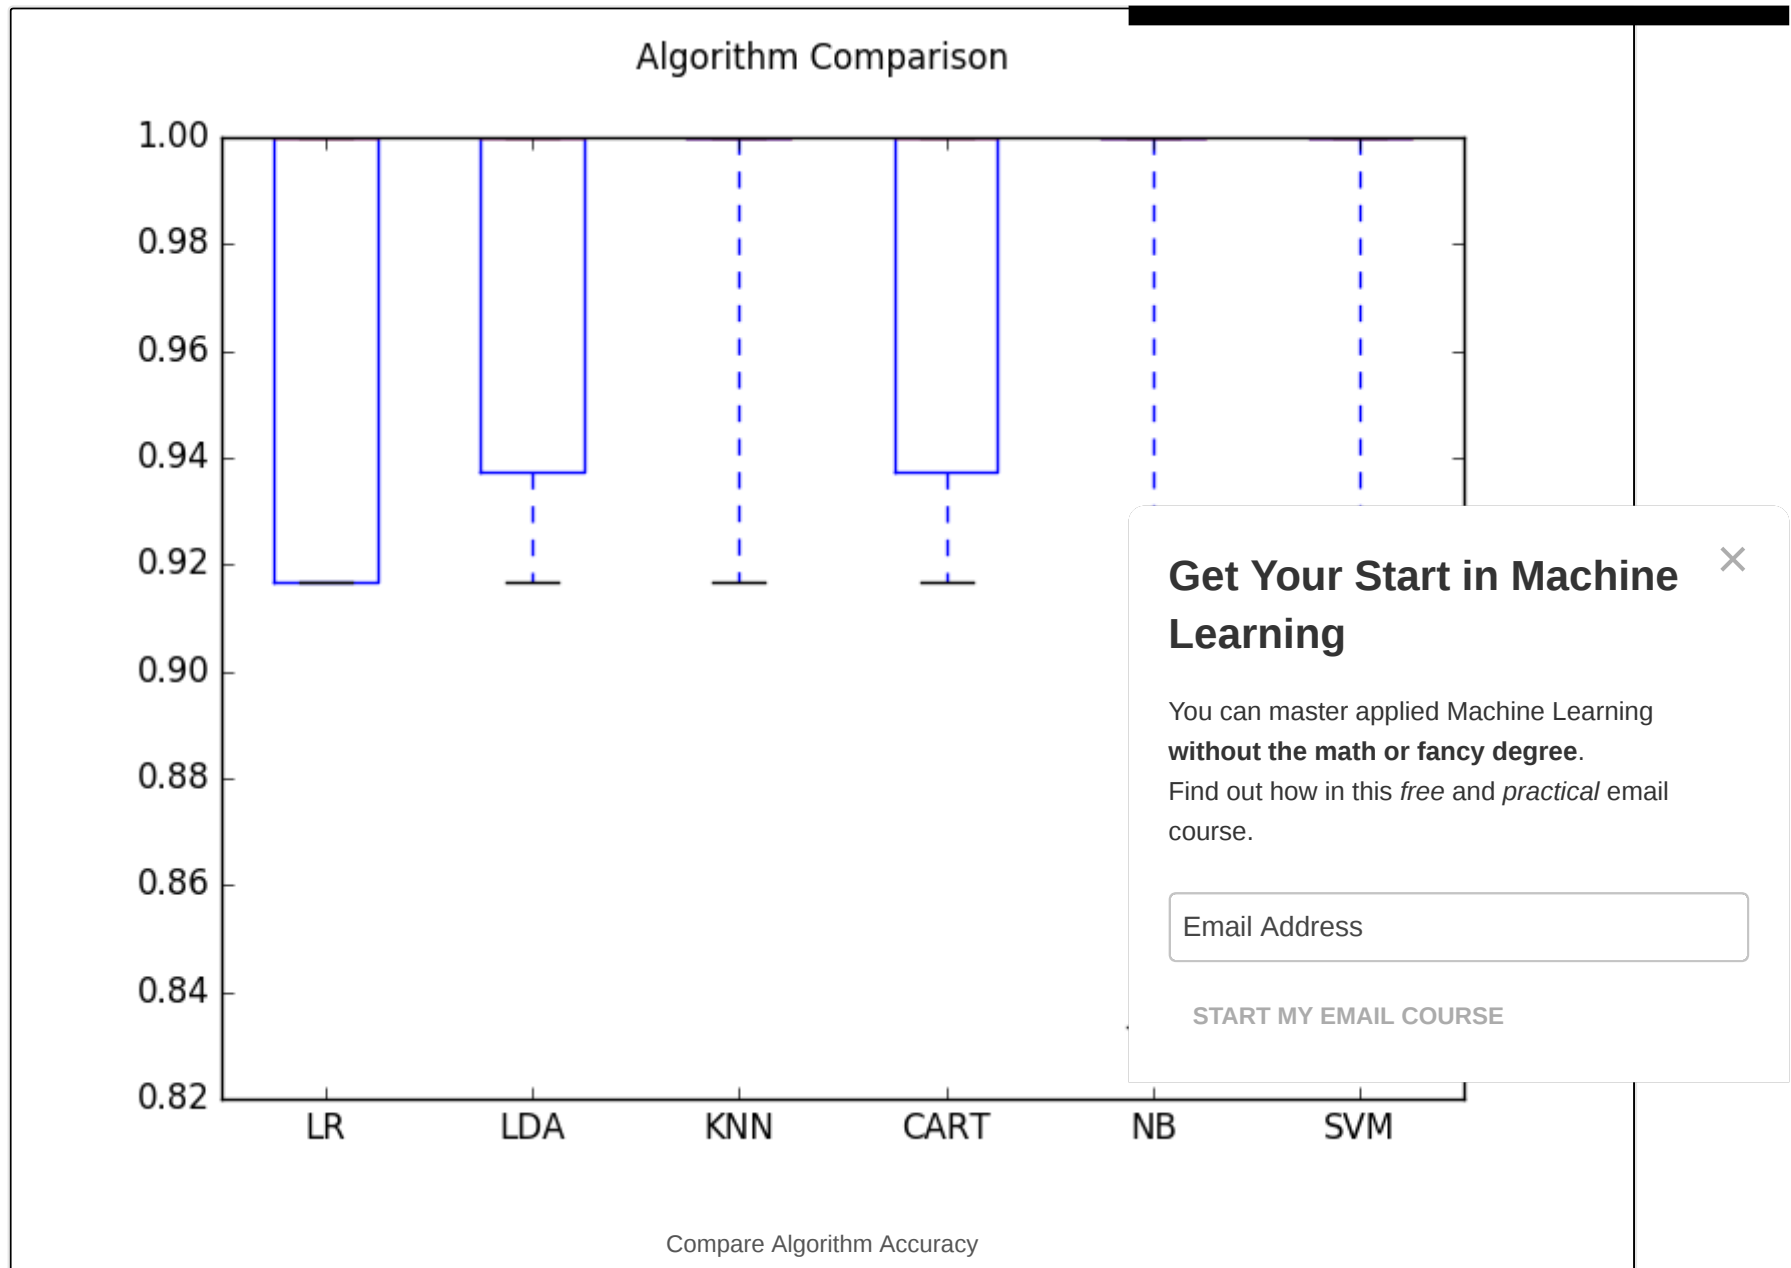 Algorithm Comparison
1.00
0.98
0.96
0.94
0.92
0.90
0.88
0.86
0.84
0.82
LR LDA KNN CART NB SVM
Compare Algorithm Accuracy
Get Your Start in Machine
Learning
×
You can master applied Machine Learning
without the math or fancy degree.
Find out how in this free and practical email
course.
Email Address
START MY EMAIL COURSE